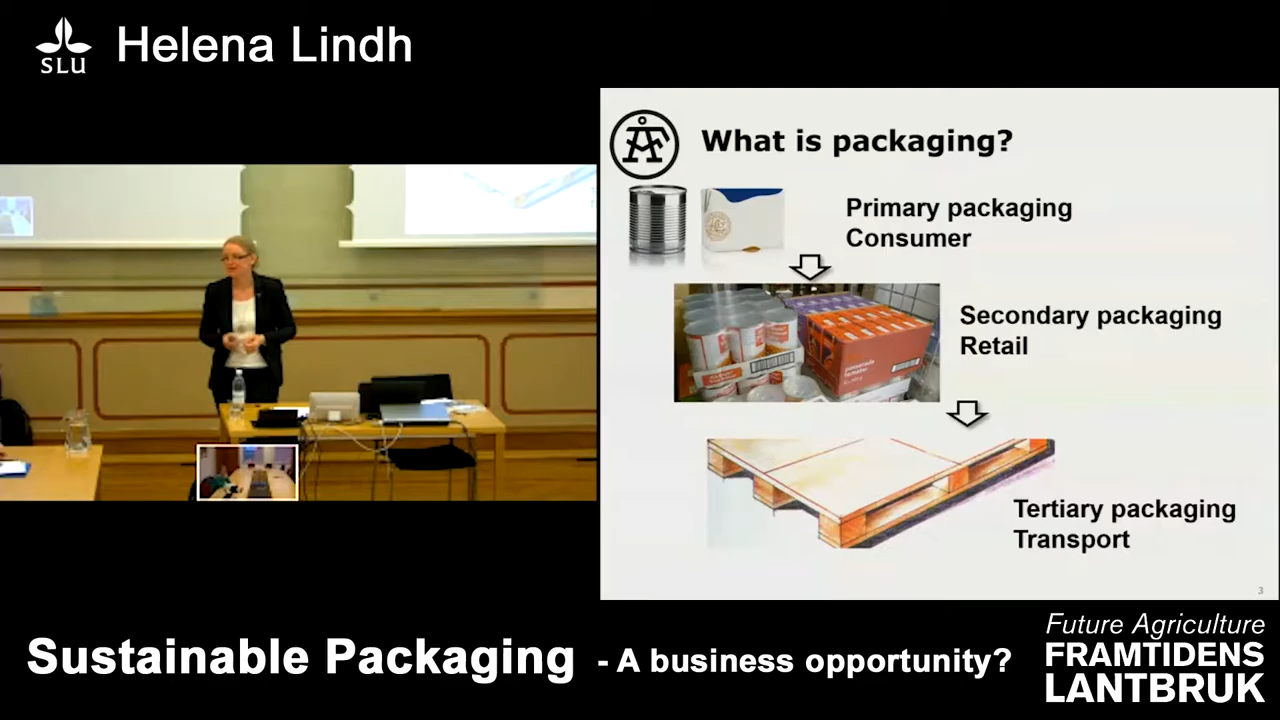 SLU
Helena Lindh
ÅF
What is packaging?
Primary packaging
Consumer
Secondary packaging
Retail
Tertiary packaging
Transport
3
Sustainable Packaging - A business opportunity?
Future Agriculture
FRAMTIDENS
LANTBRUK